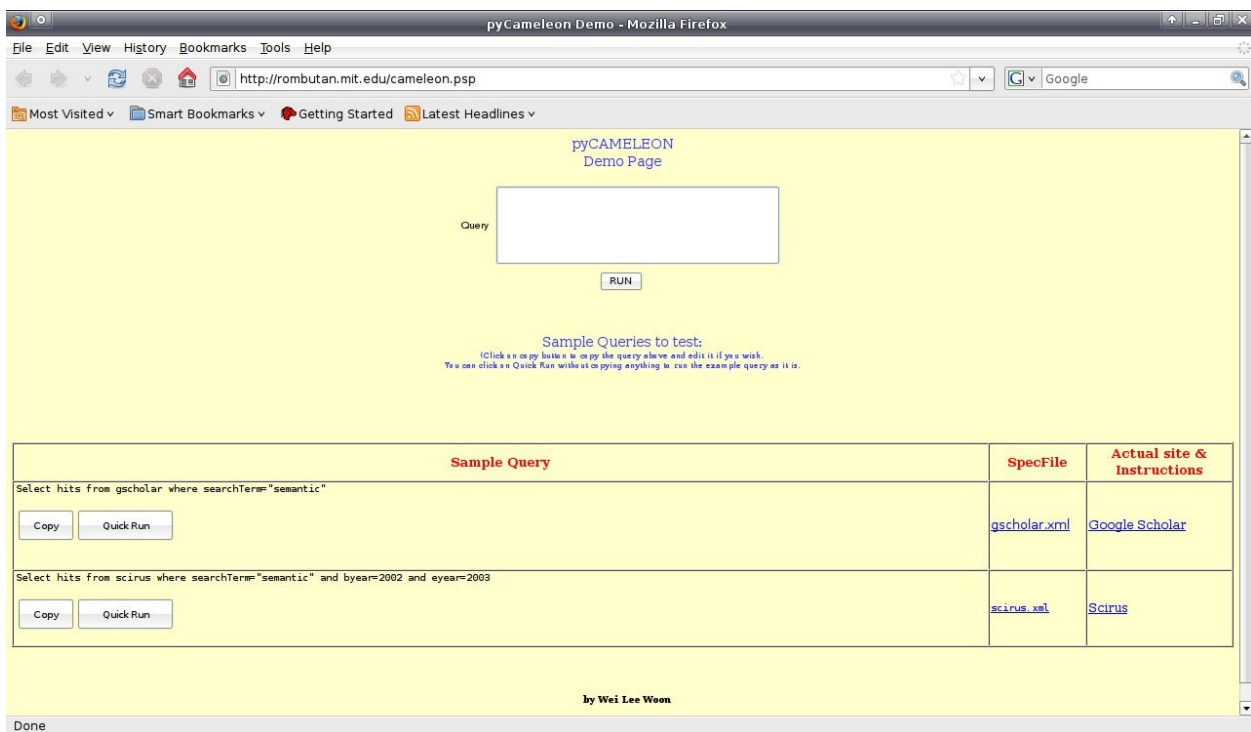 pyCameleon Demo - Mozilla Firefox
File Edit View History Bookmarks Tools Help
http://rombutan.mit.edu/cameleon.psp
G Google
Most Visited Smart Bookmarks Getting Started Latest Headlines
pyCAMELEON
Demo Page
Query
RUN
Sample Queries to test:
(Click on copy button to copy the query above and edit it if you wish.
You can click on Quick Run without copying anything to run the example query as it is.
Sample Query SpecFile Actual site & Instructions
Select hits from gscholar where searchTerm="semantic"
Copy Quick Run gscholar.xml Google Scholar
Select hits from scirus where searchTerm="semantic" and byear=2002 and eyear=2003
Copy Quick Run scirus.xml Scirus
by Wei Lee Woon
Done